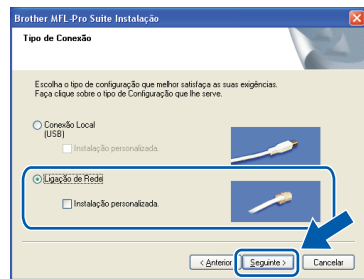 Brother MFL-Pro Suite Instalação
Tipo de Conexão
Escolha o tipo de configuração que melhor satisfaça as suas exigências.
Faça clique sobre o tipo de Configuração que lhe serve.
Conexão Local
(USB)
Instalação personalizada.
Ligação de Rede
Instalação personalizada.
< Anterior
Seguinte >
Cancelar